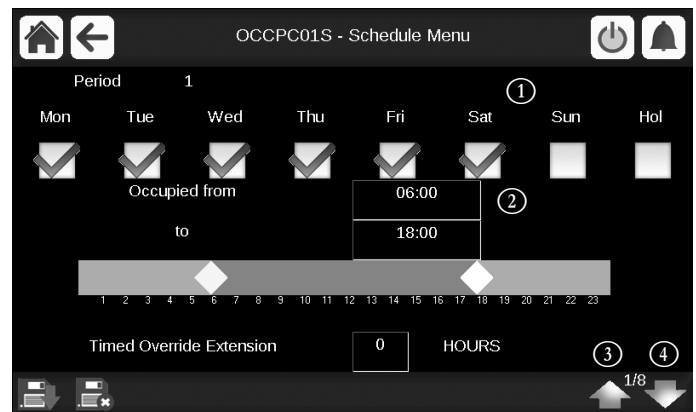 OCCPC01S - Schedule Menu
Period 1
①
Mon Tue Wed Thu Fri Sat Sun Hol
Occupied from 06:00
②
to 18:00
1 2 3 4 5 6 7 8 9 10 11 12 13 14 15 16 17 18 19 20 21 22 23
Timed Override Extension 0 HOURS
③ ④
1/8